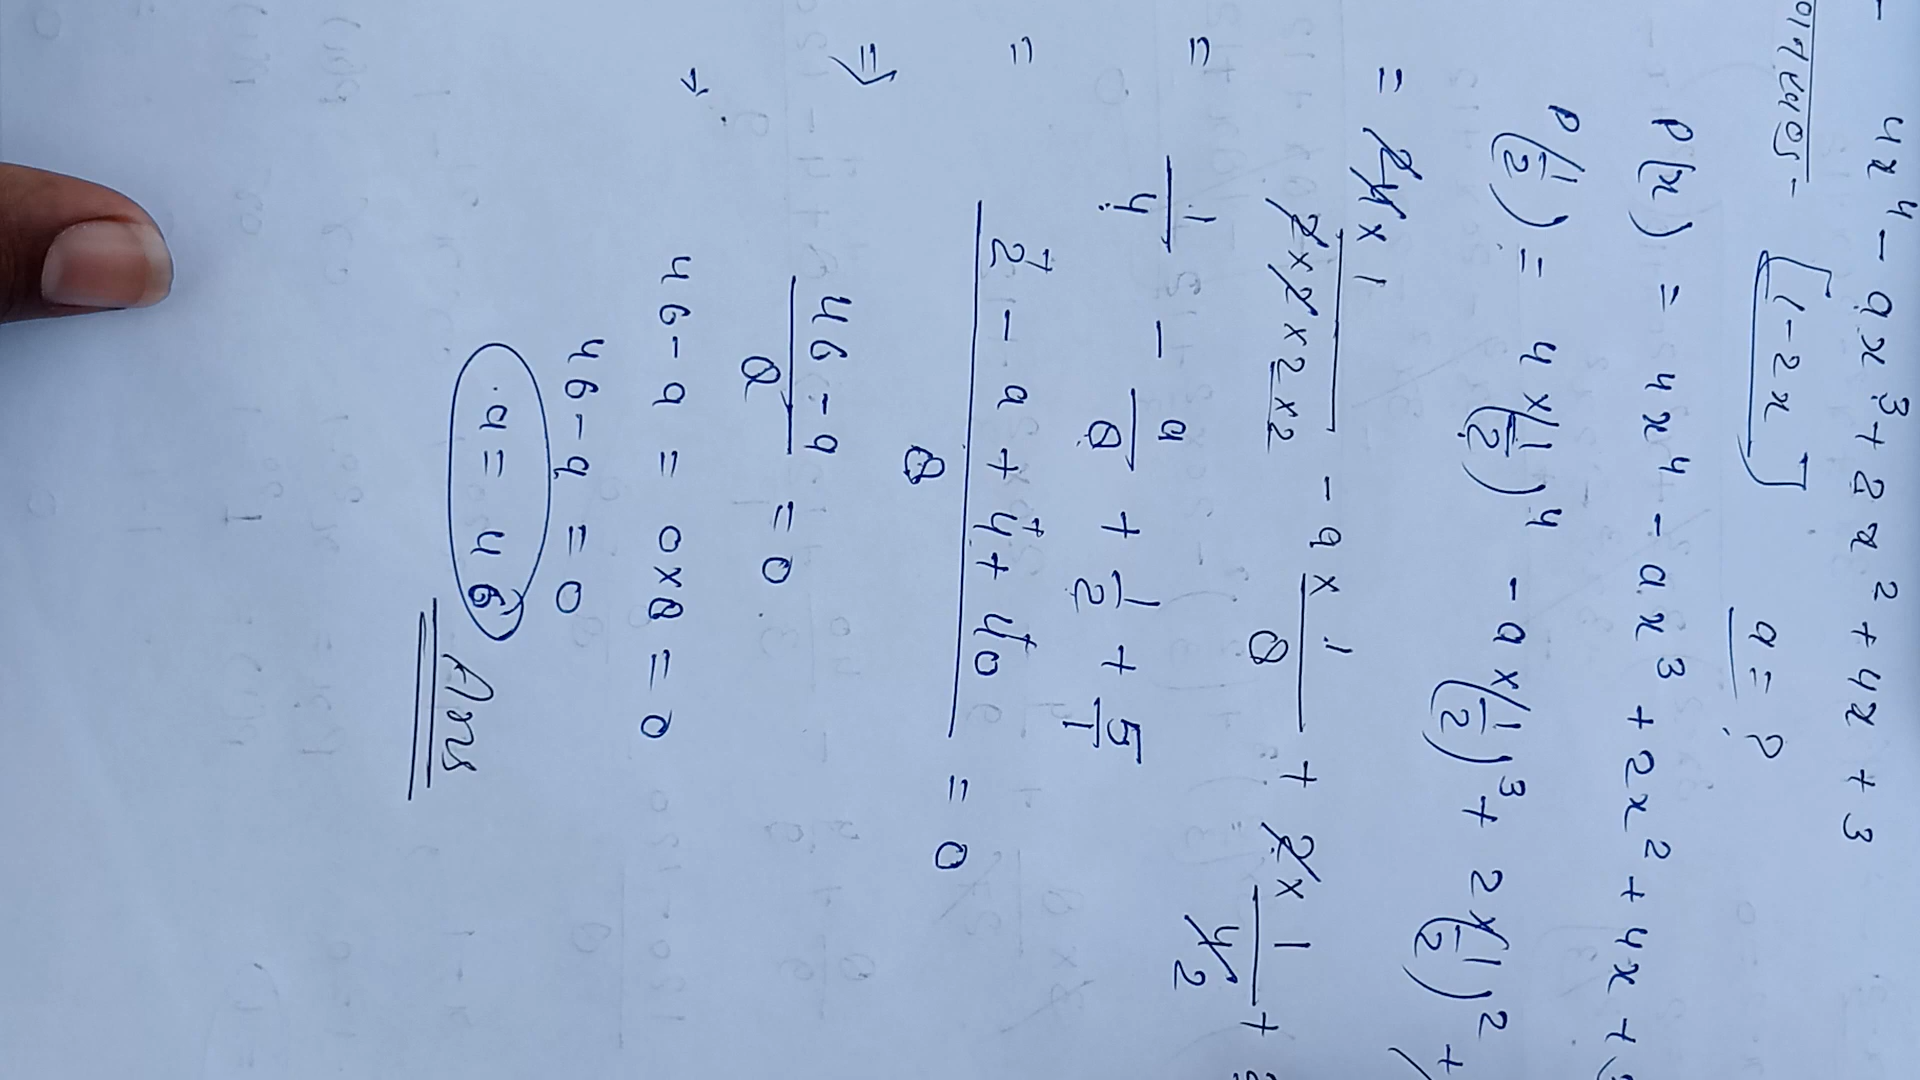 - 4x⁴ - ax³ + 2x² + 4x + 3
[1-2x] a = ?
P(x) = 4x⁴ - ax³ + 2x² + 4x +
P(1/2) = 4×(1/2)⁴ - a×(1/2)³ + 2×(1/2)² +
= 4×1/2×2×2×2 - a×1/8 + 2×1/4 2 +
= 1/4 - a/8 + 1/2 + 5/1
= 2 - a + 4 + 40/8 = 0
⇒ 46-a/8 = 0
→ 46-a = 0×8 = 0
46-a = 0
a = 46
Ans